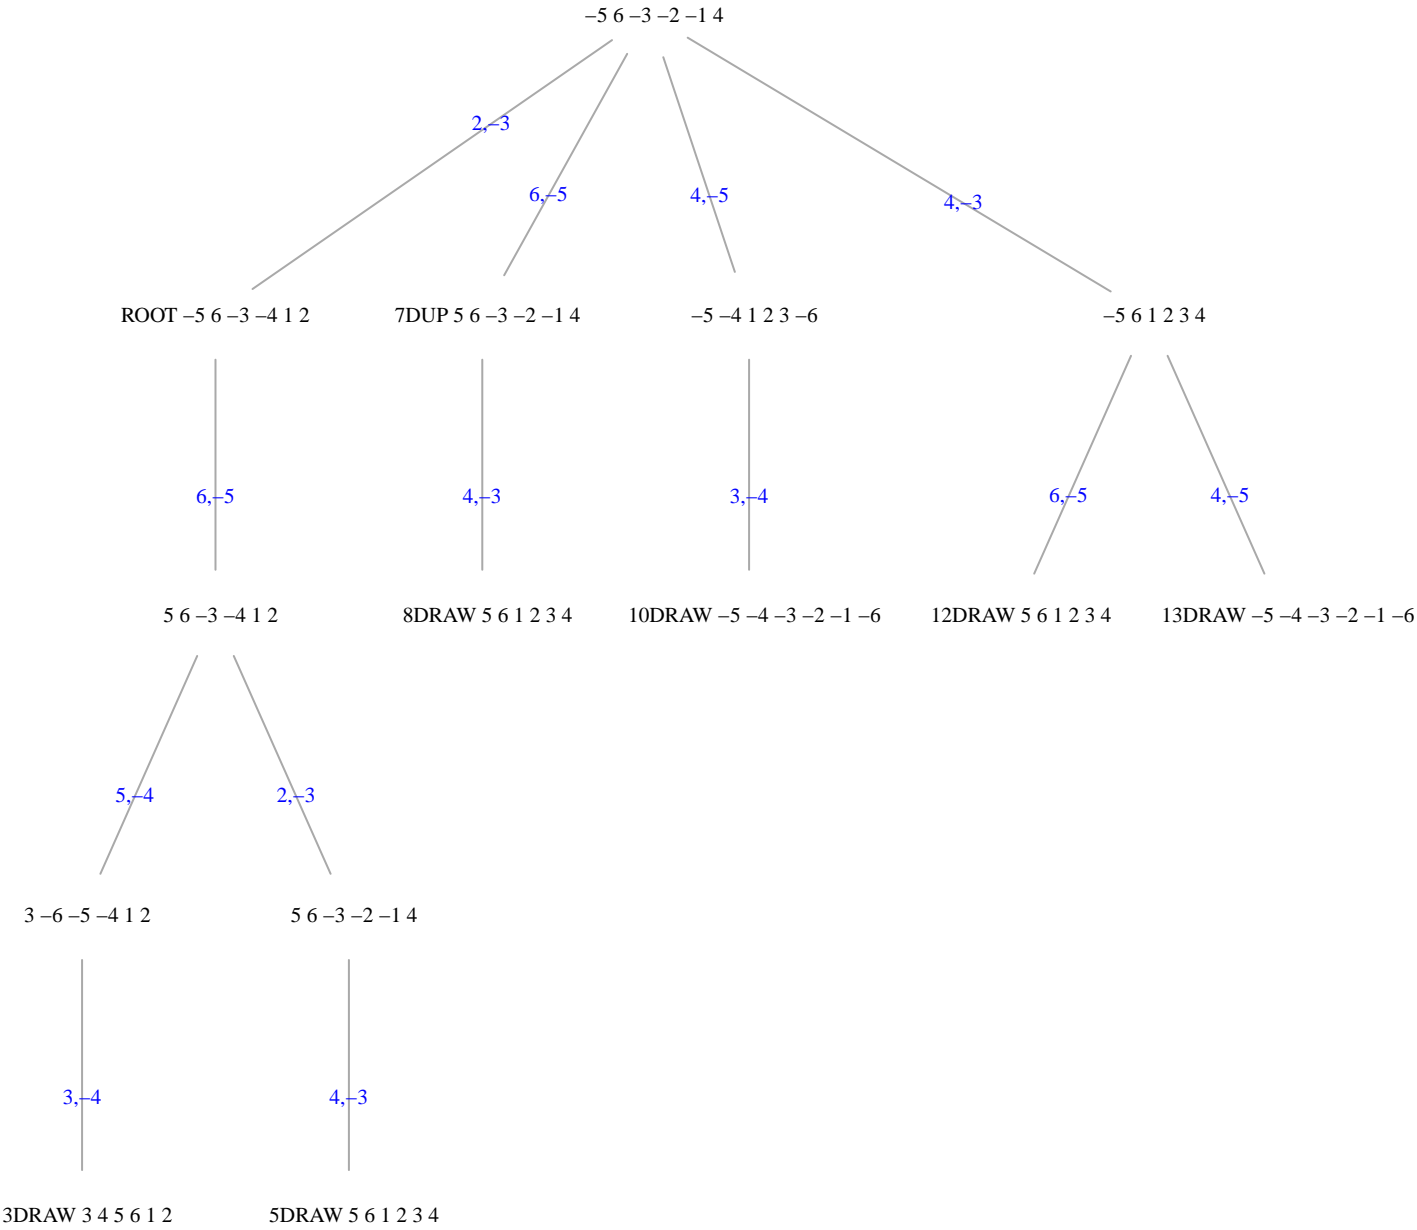 −5 6 −3 −2 −1 4
2,−3
6,−5
4,−5
4,−3
ROOT −5 6 −3 −4 1 2
7DUP 5 6 −3 −2 −1 4
−5 −4 1 2 3 −6
−5 6 1 2 3 4
6,−5
4,−3
3,−4
6,−5
4,−5
5 6 −3 −4 1 2
8DRAW 5 6 1 2 3 4
10DRAW −5 −4 −3 −2 −1 −6
12DRAW 5 6 1 2 3 4
13DRAW −5 −4 −3 −2 −1 −6
5,−4
2,−3
3 −6 −5 −4 1 2
5 6 −3 −2 −1 4
3,−4
4,−3
3DRAW 3 4 5 6 1 2
5DRAW 5 6 1 2 3 4